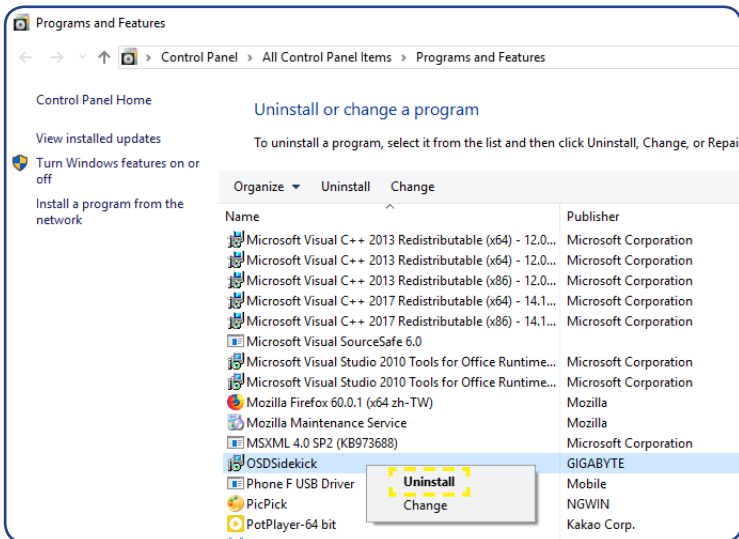 Programs and Features
Control Panel > All Control Panel Items > Programs and Features
Control Panel Home
View installed updates
Turn Windows features on or
off
Install a program from the
network
Uninstall or change a program
To uninstall a program, select it from the list and then click Uninstall, Change, or Repai
Organize Uninstall Change
Name Publisher
Microsoft Visual C++ 2013 Redistributable (x64) - 12.0... Microsoft Corporation
Microsoft Visual C++ 2013 Redistributable (x64) - 12.0... Microsoft Corporation
Microsoft Visual C++ 2013 Redistributable (x86) - 12.0... Microsoft Corporation
Microsoft Visual C++ 2017 Redistributable (x64) - 14.1... Microsoft Corporation
Microsoft Visual C++ 2017 Redistributable (x86) - 14.1... Microsoft Corporation
Microsoft Visual SourceSafe 6.0
Microsoft Visual Studio 2010 Tools for Office Runtime... Microsoft Corporation
Microsoft Visual Studio 2010 Tools for Office Runtime... Microsoft Corporation
Mozilla Firefox 60.0.1 (x64 zh-TW) Mozilla
Mozilla Maintenance Service Mozilla
MSXML 4.0 SP2 (KB973688) Microsoft Corporation
OSDSidekick GIGABYTE
Phone F USB Driver Mobile
PicPick NGWIN
PotPlayer-64 bit Kakao Corp.
Uninstall
Change